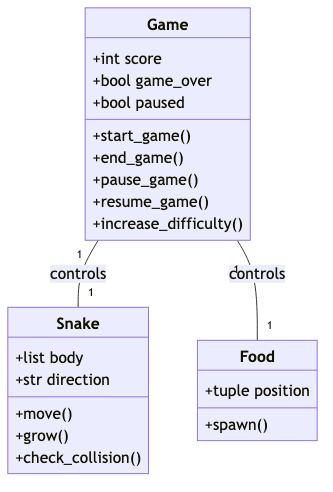 Game
+int score
+bool game_over
+bool paused
+start_game()
+end_game()
+pause_game()
+resume_game()
+increase_difficulty()
1
1
controls
controls
1
1
Snake
+list body
+str direction
+move()
+grow()
+check_collision()
Food
+tuple position
+spawn()